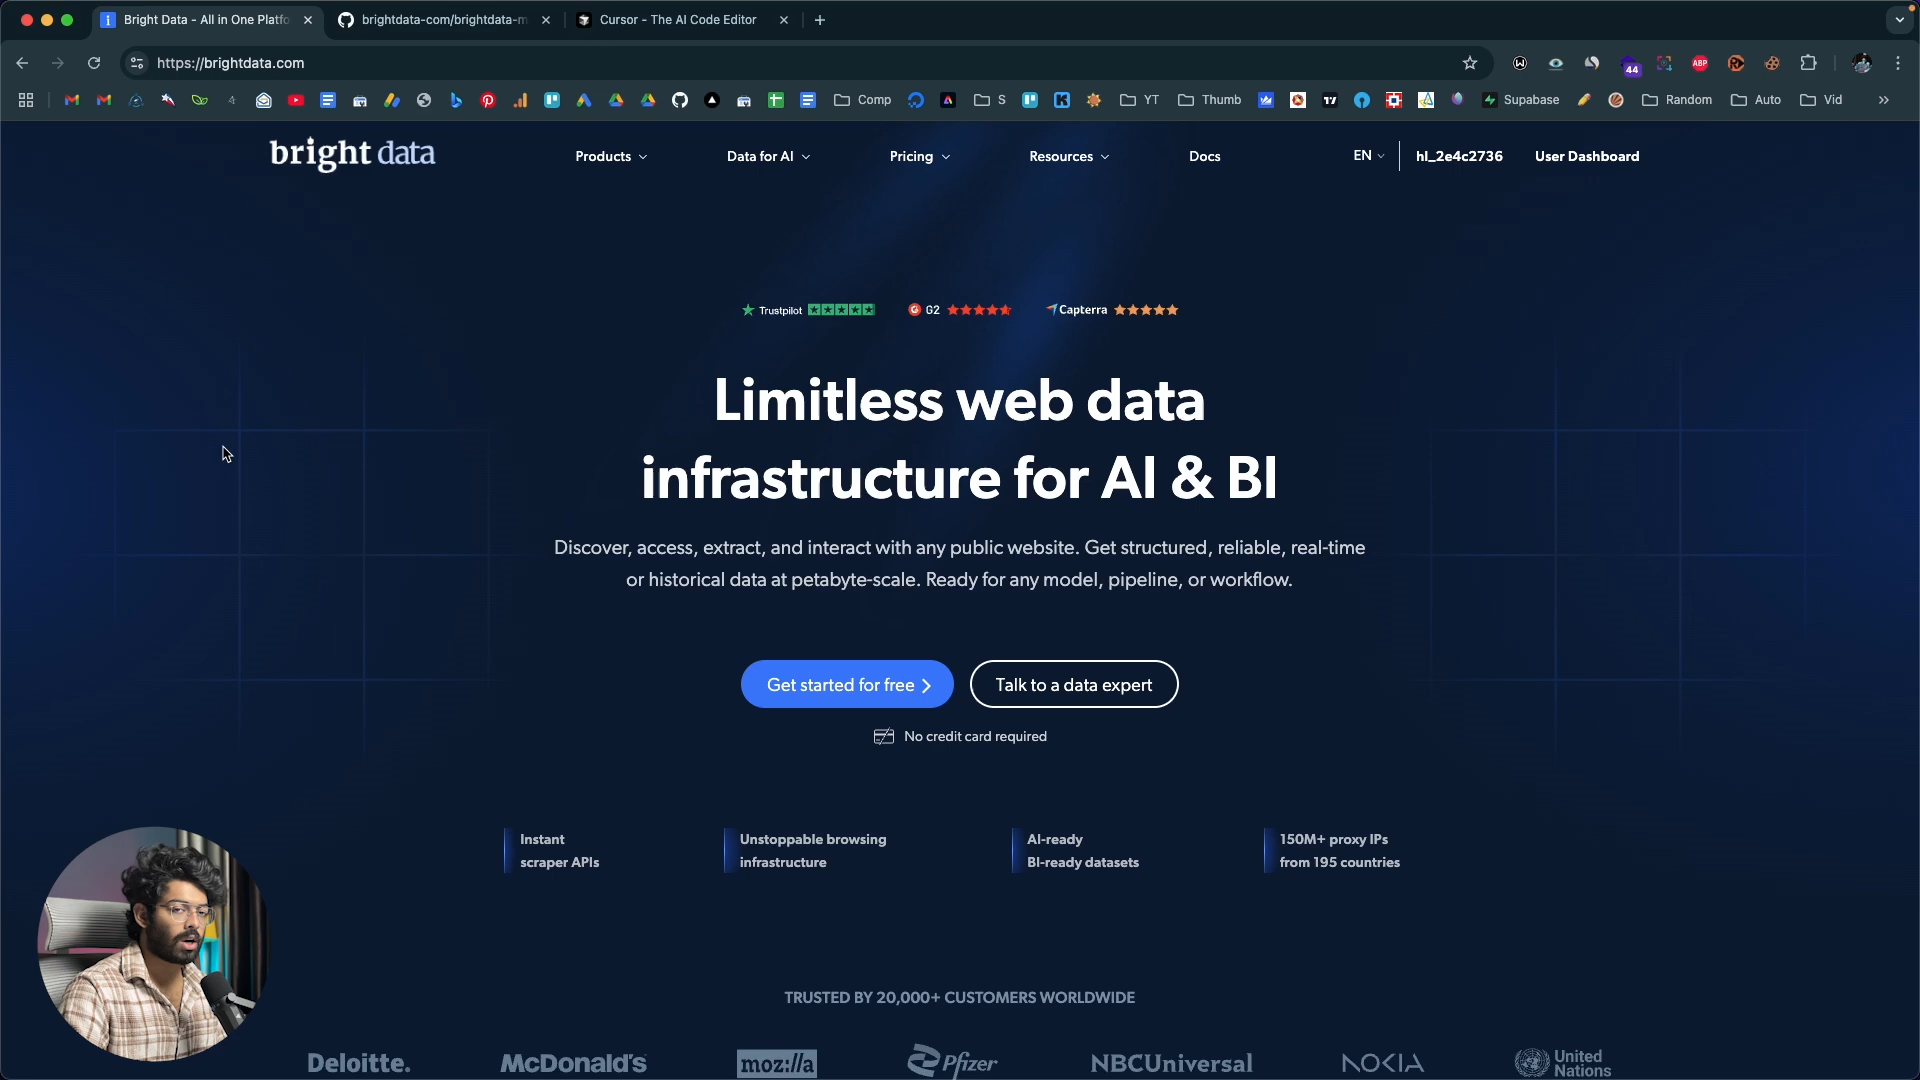 Bright Data - All in One Platfo
brightdata-com/brightdata-m
Cursor - The AI Code Editor
https://brightdata.com
44
ABP
Comp
S
YT
Thumb
Supabase
Random
Auto
Vid
bright data
Products
Data for AI
Pricing
Resources
Docs
EN
hl_2e4c2736
User Dashboard
Trustpilot
G2
Capterra
Limitless web data
infrastructure for AI & BI
Discover, access, extract, and interact with any public website. Get structured, reliable, real-time
or historical data at petabyte-scale. Ready for any model, pipeline, or workflow.
Get started for free
Talk to a data expert
No credit card required
Instant
scraper APIs
Unstoppable browsing
infrastructure
AI-ready
BI-ready datasets
150M+ proxy IPs
from 195 countries
TRUSTED BY 20,000+ CUSTOMERS WORLDWIDE
Deloitte.
McDonald's
moz://a
Pfizer
NBCUniversal
NOKIA
United
Nations